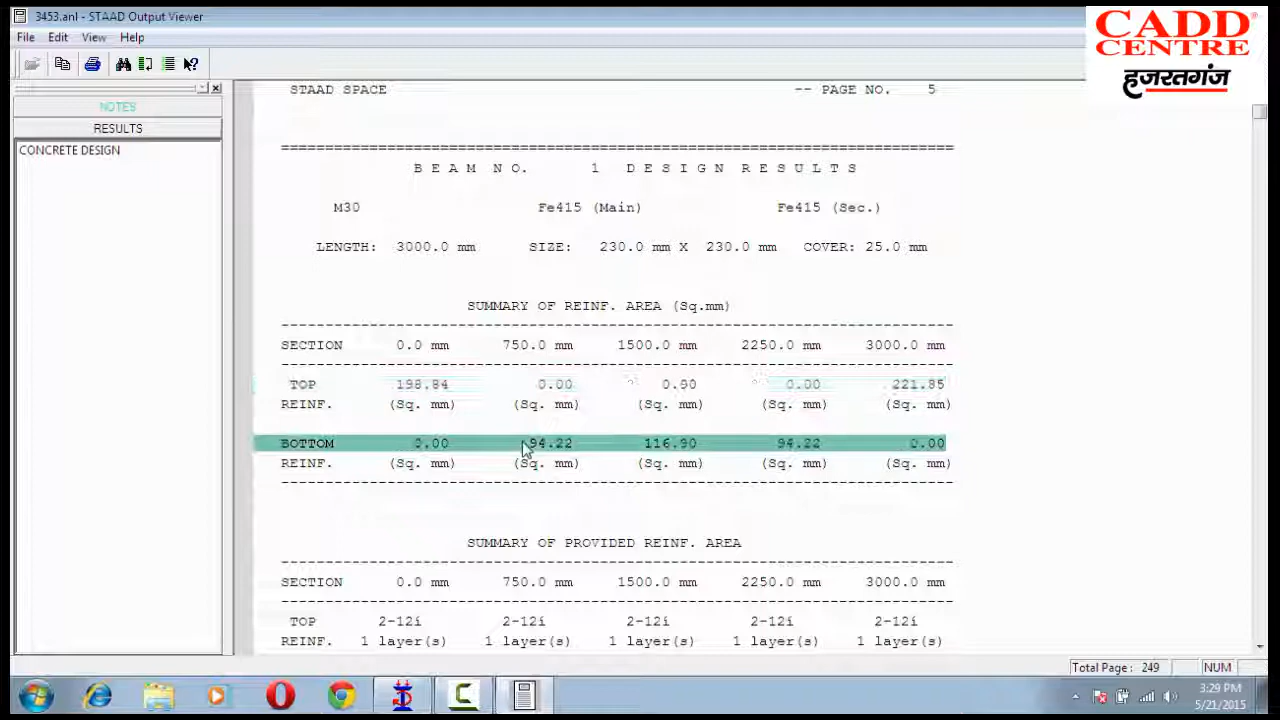 3453.anl - STAAD Output Viewer
File Edit View Help
CADD
CENTRE
हजरतगंज
NOTES
RESULTS
CONCRETE DESIGN
STAAD SPACE -- PAGE NO. 5
============================================================================
B E A M N O. 1 D E S I G N R E S U L T S
M30 Fe415 (Main) Fe415 (Sec.)
LENGTH: 3000.0 mm SIZE: 230.0 mm X 230.0 mm COVER: 25.0 mm
SUMMARY OF REINF. AREA (Sq.mm)
----------------------------------------------------------------------------
SECTION 0.0 mm 750.0 mm 1500.0 mm 2250.0 mm 3000.0 mm
----------------------------------------------------------------------------
TOP 198.84 0.00 0.00 0.00 221.85
REINF. (Sq. mm) (Sq. mm) (Sq. mm) (Sq. mm) (Sq. mm)
BOTTOM 0.00 94.22 116.90 94.22 0.00
REINF. (Sq. mm) (Sq. mm) (Sq. mm) (Sq. mm) (Sq. mm)
----------------------------------------------------------------------------
SUMMARY OF PROVIDED REINF. AREA
----------------------------------------------------------------------------
SECTION 0.0 mm 750.0 mm 1500.0 mm 2250.0 mm 3000.0 mm
----------------------------------------------------------------------------
TOP 2-12í 2-12í 2-12í 2-12í 2-12í
REINF. 1 layer(s) 1 layer(s) 1 layer(s) 1 layer(s) 1 layer(s)
Total Page : 249 NUM
3:29 PM
5/21/2015